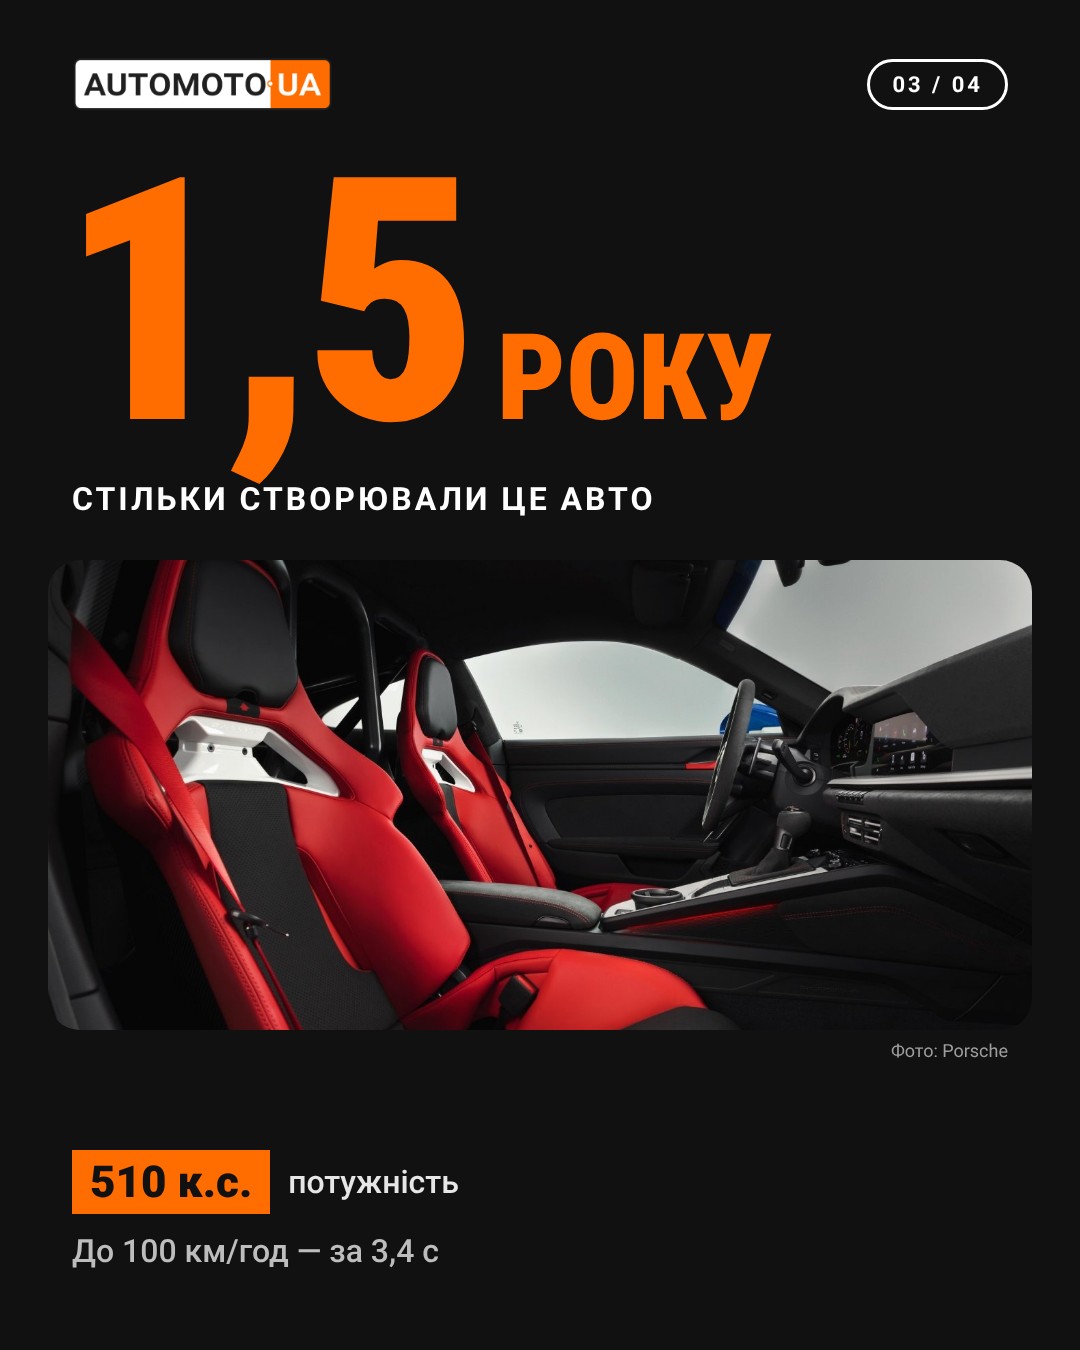 AUTOMOTO UA
03 / 04
1,5 РОКУ
СТІЛЬКИ СТВОРЮВАЛИ ЦЕ АВТО
Фото: Porsche
510 к.с. потужність
До 100 км/год — за 3,4 с